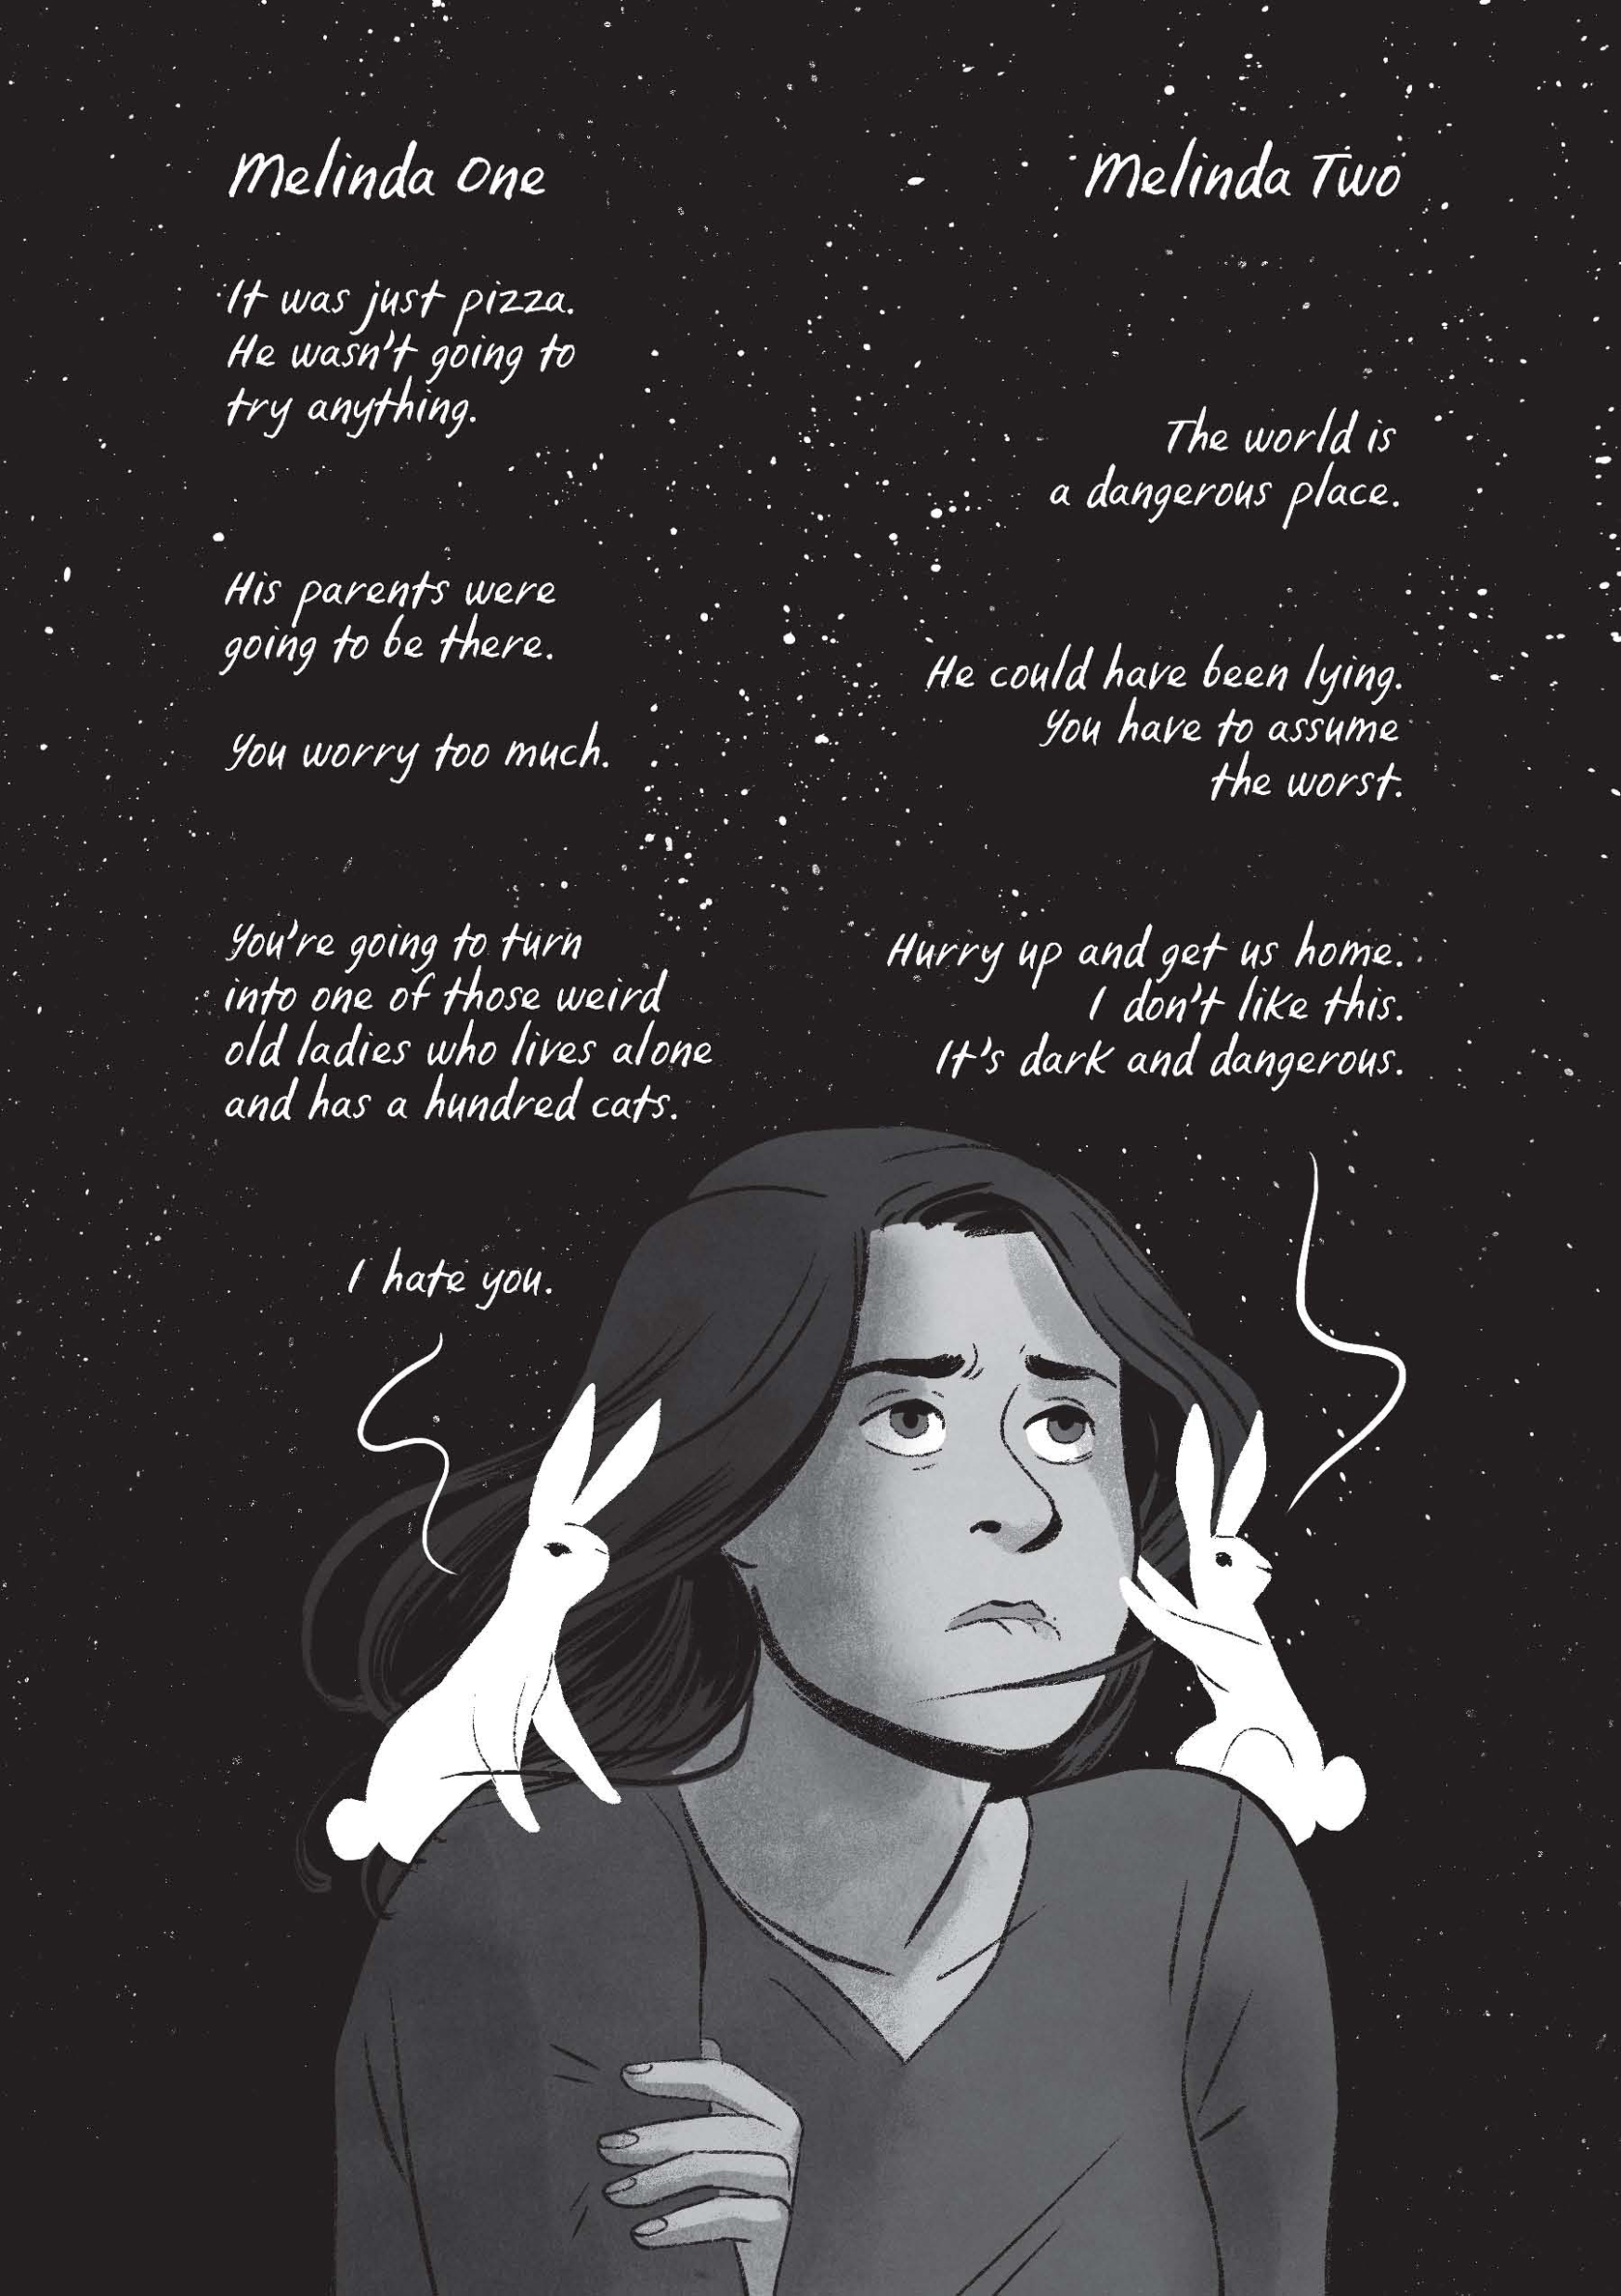 Melinda One
Melinda Two
It was just pizza.
He wasn't going to
try anything.
The world is
a dangerous place.
His parents were
going to be there.
You worry too much.
He could have been lying.
You have to assume
the worst.
You're going to turn
into one of those weird
old ladies who lives alone
and has a hundred cats.
Hurry up and get us home.
I don't like this.
It's dark and dangerous.
I hate you.